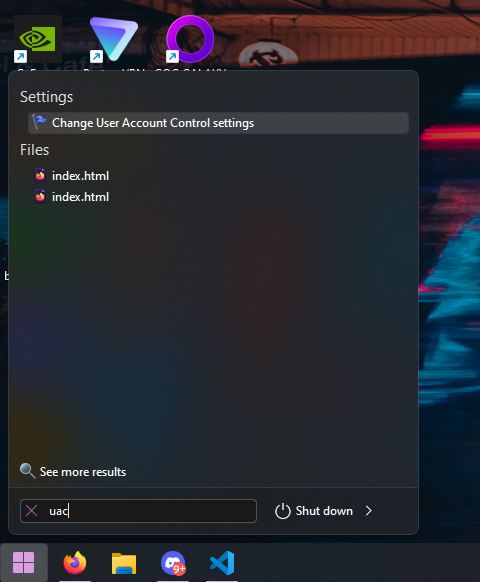 Settings
Change User Account Control settings
Files
index.html
index.html
See more results
uac
Shut down
9+